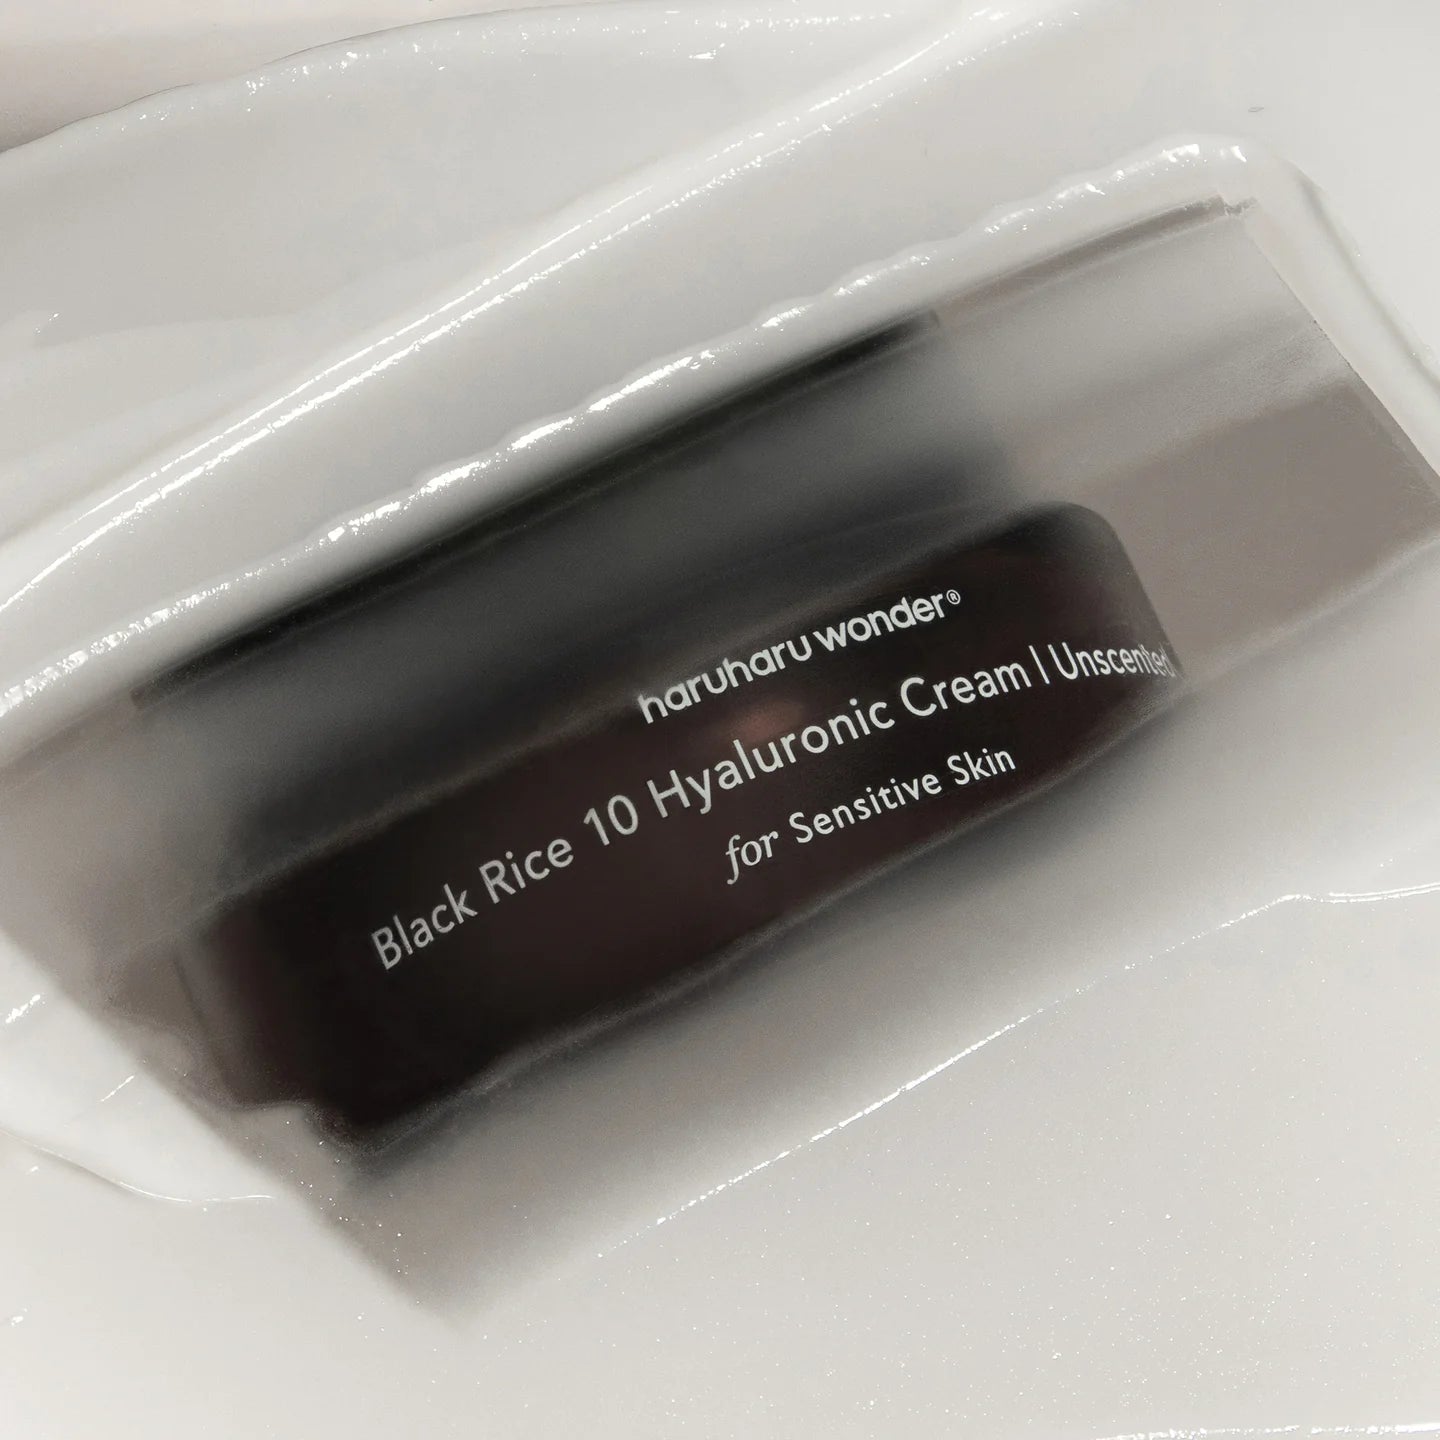 haruharu wonder®
Black Rice 10 Hyaluronic Cream | Unscented
for Sensitive Skin